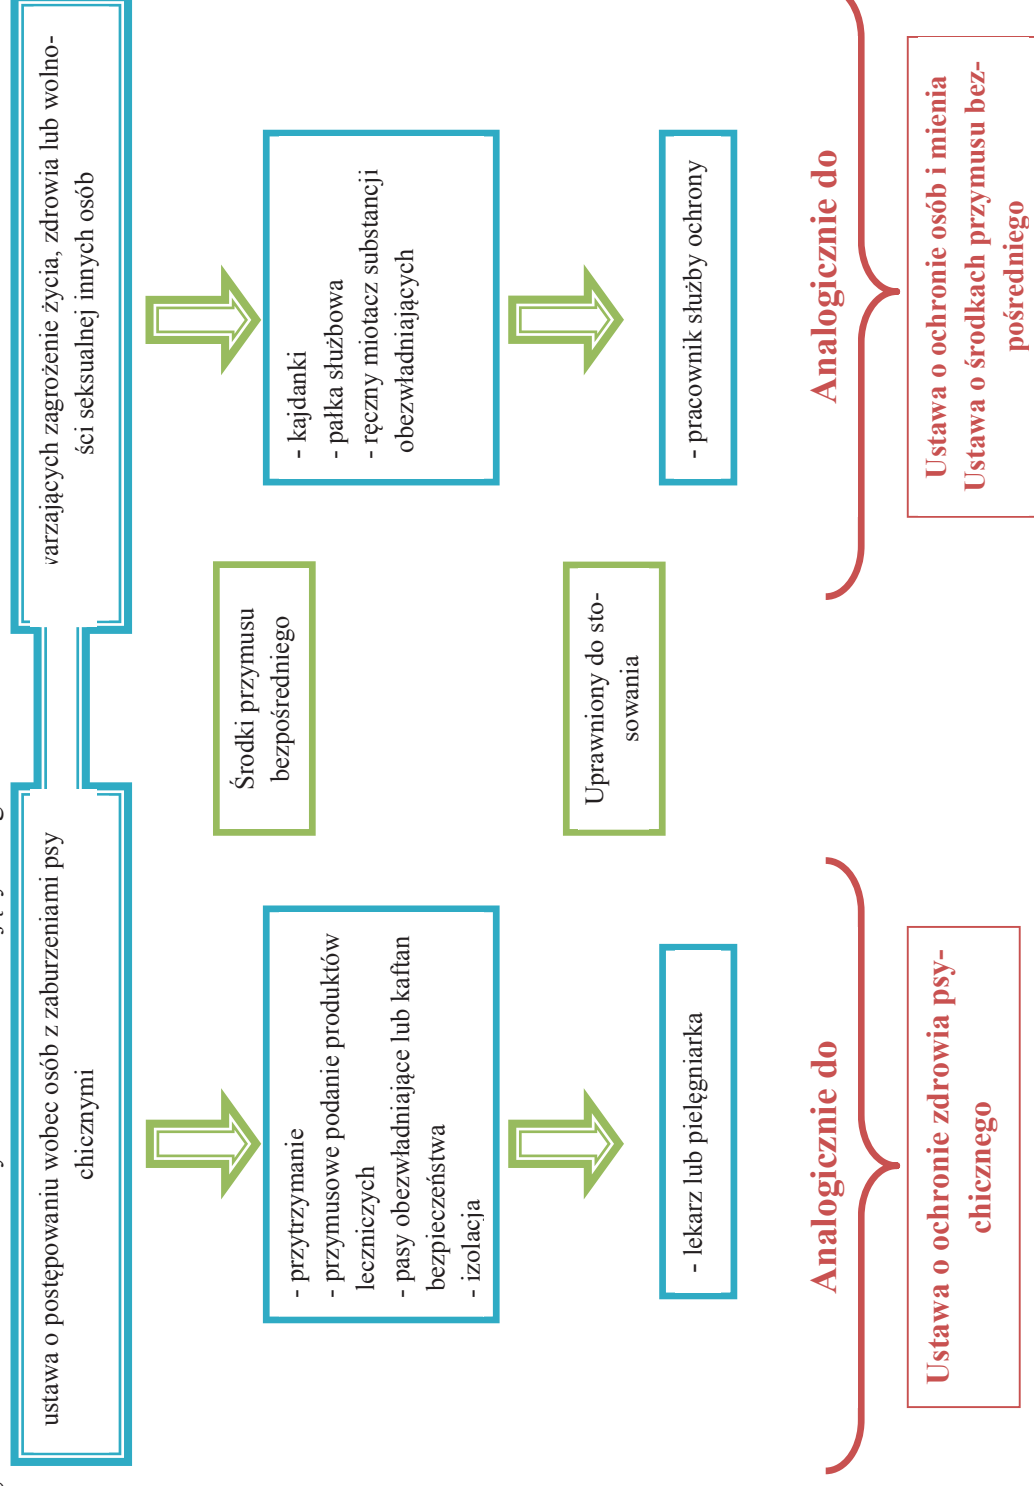 ustawa o postępowaniu wobec osób z zaburzeniami psy
chicznymi
warzających zagrożenie życia, zdrowia lub wolno-
ści seksualnej innych osób
Środki przymusu
bezpośredniego
- przytrzymanie
- przymusowe podanie produktów
leczniczych
- pasy obezwładniające lub kaftan
bezpieczeństwa
- izolacja
- kajdanki
- pałka służbowa
- ręczny miotacz substancji
obezwładniających
Uprawniony do sto-
sowania
- lekarz lub pielęgniarka
- pracownik służby ochrony
Analogicznie do
Analogicznie do
Ustawa o ochronie zdrowia psy-
chicznego
Ustawa o ochronie osób i mienia
Ustawa o środkach przymusu bez-
pośredniego